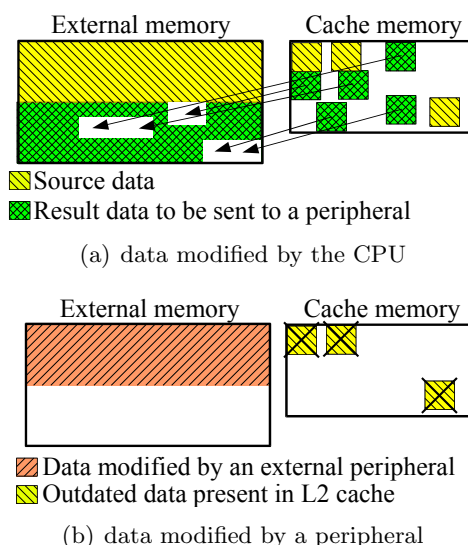 External memory Cache memory
Source data
Result data to be sent to a peripheral
(a) data modified by the CPU
External memory Cache memory
Data modified by an external peripheral
Outdated data present in L2 cache
(b) data modified by a peripheral